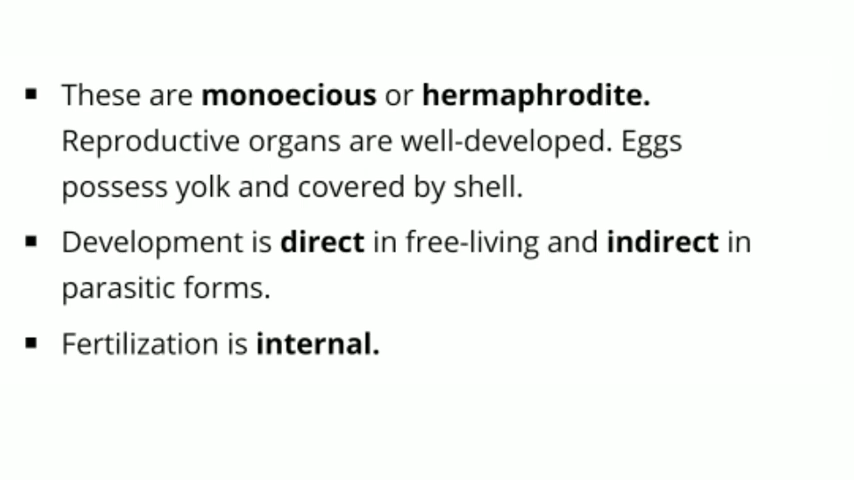 ▪ These are monoecious or hermaphrodite.
Reproductive organs are well-developed. Eggs
possess yolk and covered by shell.
▪ Development is direct in free-living and indirect in
parasitic forms.
▪ Fertilization is internal.